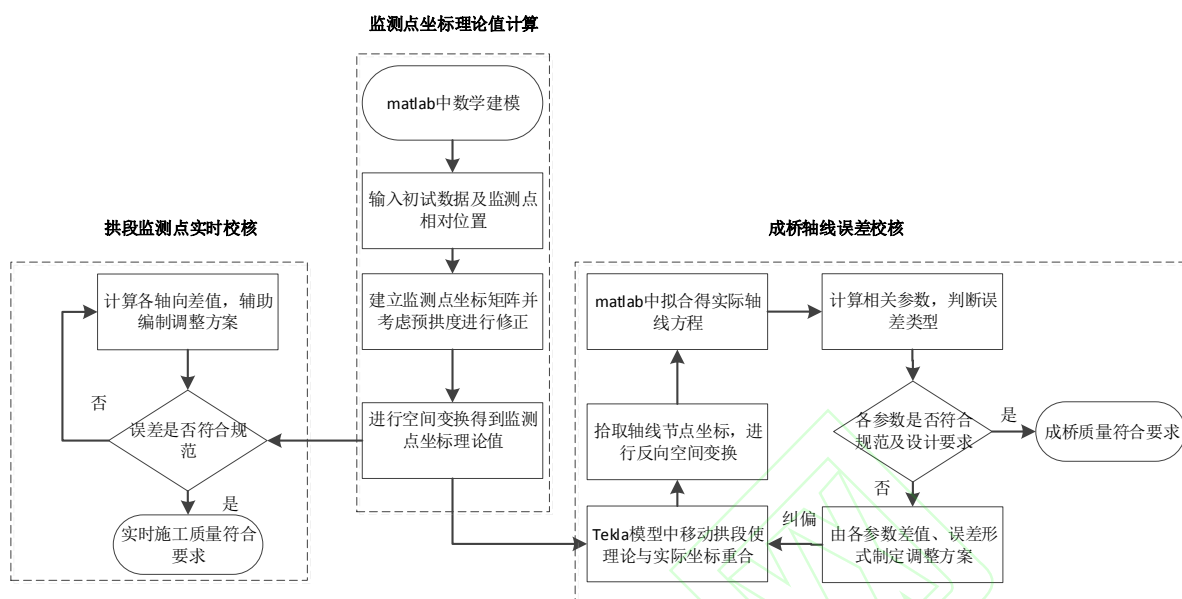 监测点坐标理论值计算
matlab中数学建模
输入初试数据及监测点
相对位置
建立监测点坐标矩阵并
考虑预拱度进行修正
进行空间变换得到监测
点坐标理论值
拱段监测点实时校核
计算各轴向差值，辅助
编制调整方案
否
误差是否符合规
范
是
实时施工质量符合
要求
成桥轴线误差校核
matlab中拟合得实际轴
线方程
计算相关参数，判断误
差类型
拾取轴线节点坐标，进
行反向空间变换
各参数是否符合
规范及设计要求
是
成桥质量符合要求
否
Tekla模型中移动拱段使
理论与实际坐标重合
纠偏
由各参数差值、误差形
式制定调整方案